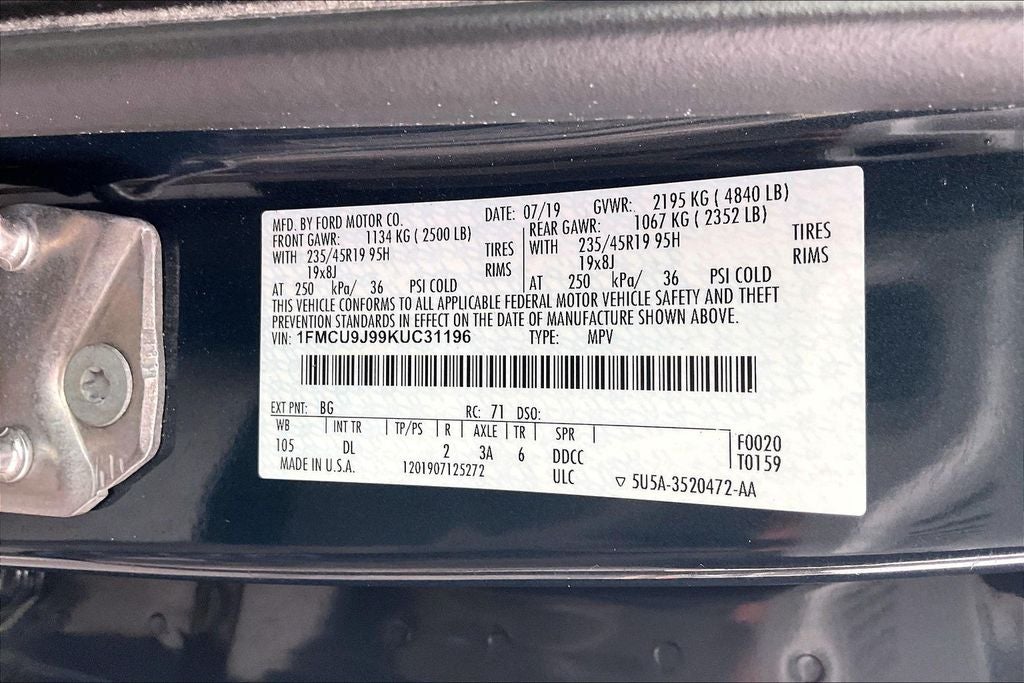 MFD. BY FORD MOTOR CO. DATE: 07/19 GVWR: 2195 KG ( 4840 LB)
FRONT GAWR: 1134 KG ( 2500 LB) REAR GAWR: 1067 KG ( 2352 LB)
WITH 235/45R19 95H TIRES WITH 235/45R19 95H TIRES
19x8J RIMS 19x8J RIMS
AT 250 kPa/ 36 PSI COLD AT 250 kPa/ 36 PSI COLD
THIS VEHICLE CONFORMS TO ALL APPLICABLE FEDERAL MOTOR VEHICLE SAFETY AND THEFT
PREVENTION STANDARDS IN EFFECT ON THE DATE OF MANUFACTURE SHOWN ABOVE.
VIN: 1FMCU9J99KUC31196 TYPE: MPV
EXT PNT: BG RC: 71 DSO:
WB INT TR TP/PS R AXLE TR SPR F0020
105 DL 2 3A 6 DDCC T0159
MADE IN U.S.A. 1201907125272 ULC ▽ 5U5A-3520472-AA